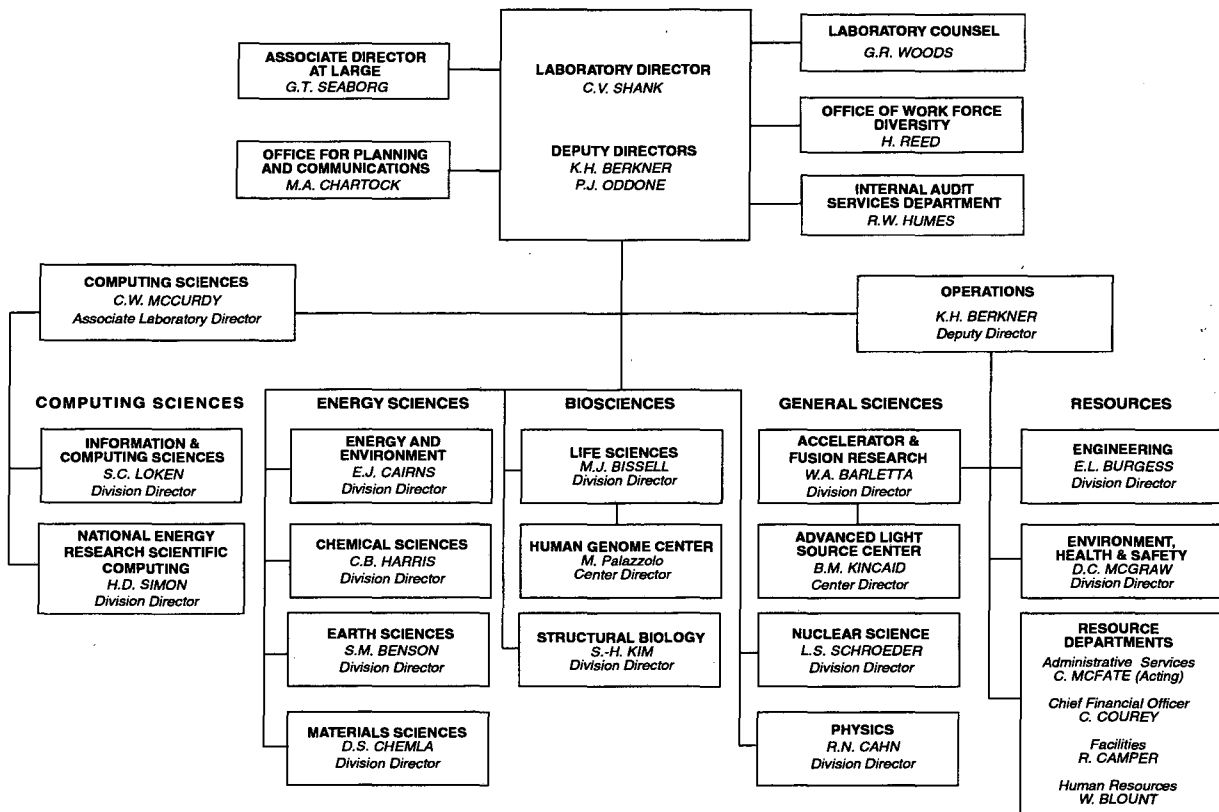 ASSOCIATE DIRECTOR
AT LARGE
G.T. SEABORG
OFFICE FOR PLANNING
AND COMMUNICATIONS
M.A. CHARTOCK
LABORATORY DIRECTOR
C.V. SHANK
DEPUTY DIRECTORS
K.H. BERKNER
P.J. ODDONE
LABORATORY COUNSEL
G.R. WOODS
OFFICE OF WORK FORCE
DIVERSITY
H. REED
INTERNAL AUDIT
SERVICES DEPARTMENT
R.W. HUMES
COMPUTING SCIENCES
C.W. MCCURDY
Associate Laboratory Director
OPERATIONS
K.H. BERKNER
Deputy Director
COMPUTING SCIENCES
INFORMATION &
COMPUTING SCIENCES
S.C. LOKEN
Division Director
NATIONAL ENERGY
RESEARCH SCIENTIFIC
COMPUTING
H.D. SIMON
Division Director
ENERGY SCIENCES
ENERGY AND
ENVIRONMENT
E.J. CAIRNS
Division Director
CHEMICAL SCIENCES
C.B. HARRIS
Division Director
EARTH SCIENCES
S.M. BENSON
Division Director
MATERIALS SCIENCES
D.S. CHEMLA
Division Director
BIOSCIENCES
LIFE SCIENCES
M.J. BISSELL
Division Director
HUMAN GENOME CENTER
M. Palazzolo
Center Director
STRUCTURAL BIOLOGY
S.-H. KIM
Division Director
GENERAL SCIENCES
ACCELERATOR &
FUSION RESEARCH
W.A. BARLETTA
Division Director
ADVANCED LIGHT
SOURCE CENTER
B.M. KINCAID
Center Director
NUCLEAR SCIENCE
L.S. SCHROEDER
Division Director
PHYSICS
R.N. CAHN
Division Director
RESOURCES
ENGINEERING
E.L. BURGESS
Division Director
ENVIRONMENT,
HEALTH & SAFETY
D.C. MCGRAW
Division Director
RESOURCE
DEPARTMENTS
Administrative Services
C. MCFATE (Acting)
Chief Financial Officer
C. COUREY
Facilities
R. CAMPER
Human Resources
W. BLOUNT